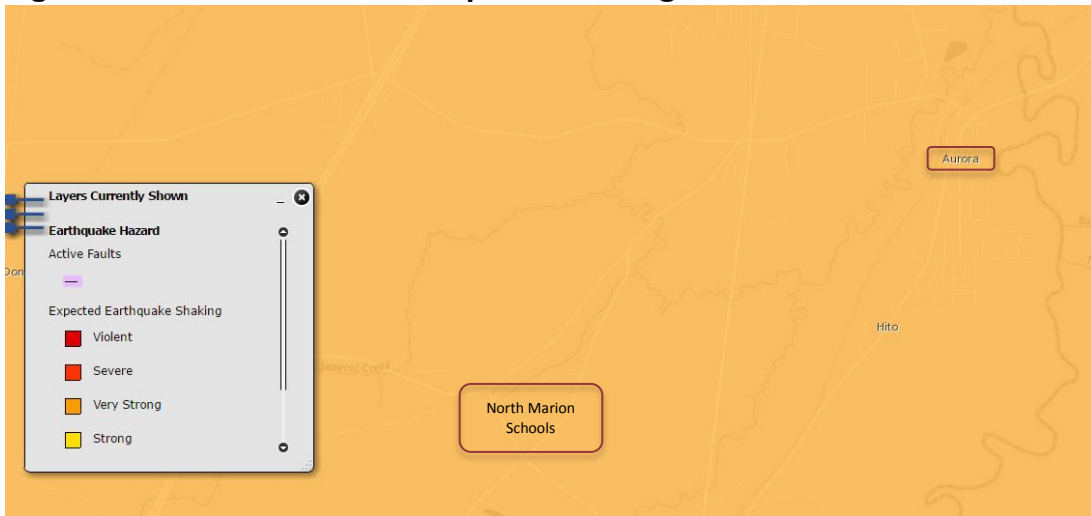 Layers Currently Shown
Earthquake Hazard
Active Faults
Expected Earthquake Shaking
Violent
Severe
Very Strong
Strong
Don
Senecal Creek
North Marion
Schools
Aurora
Hito